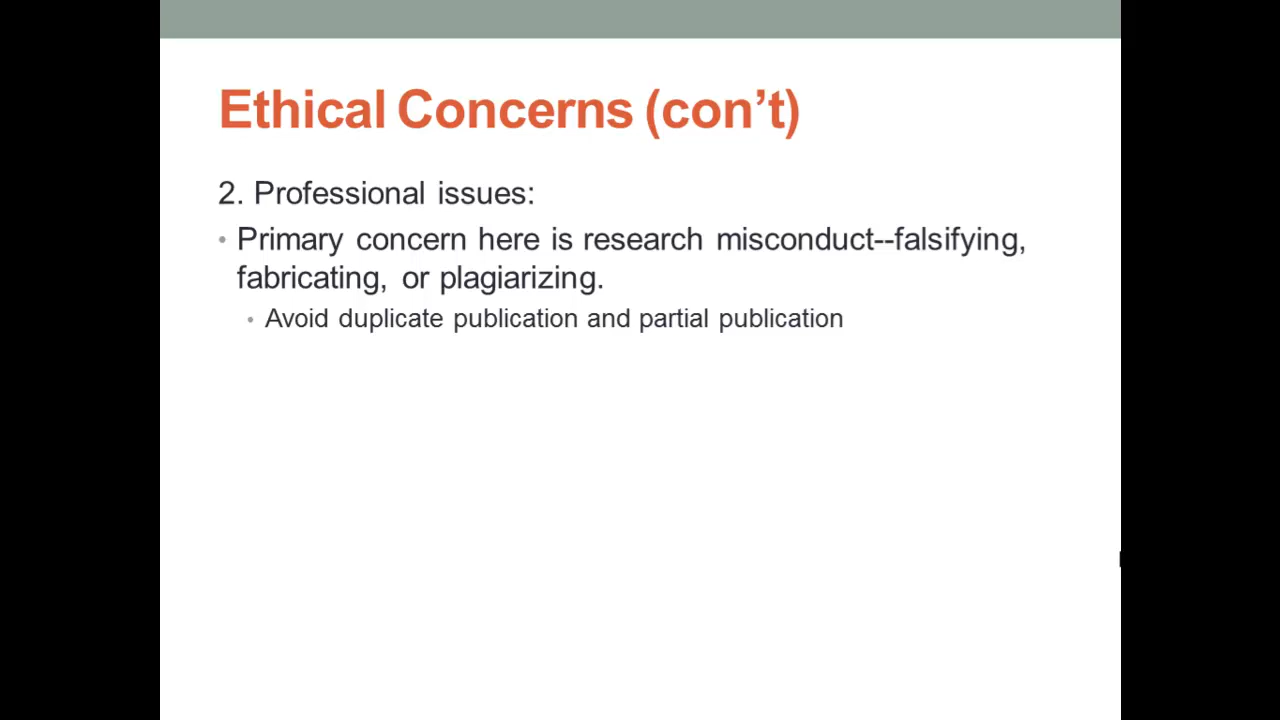 Ethical Concerns (con’t)
2. Professional issues:
• Primary concern here is research misconduct--falsifying,
fabricating, or plagiarizing.
• Avoid duplicate publication and partial publication